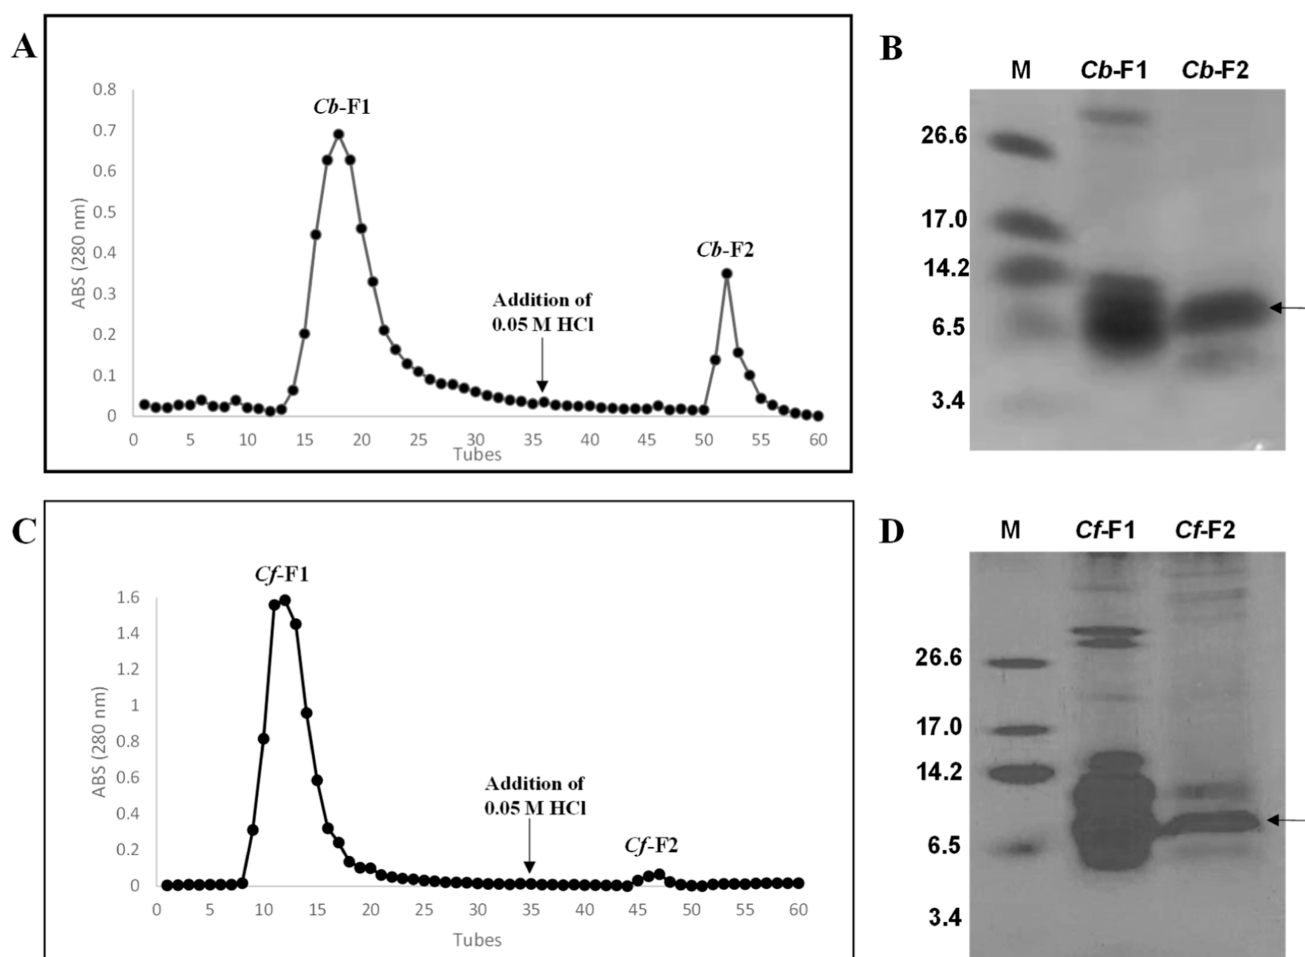 A
Cb-F1
Cb-F2
Addition of
0.05 M HCl
ABS (280 nm)
0.8
0.7
0.6
0.5
0.4
0.3
0.2
0.1
0
0 5 10 15 20 25 30 35 40 45 50 55 60
Tubes
B
M Cb-F1 Cb-F2
26.6
17.0
14.2
6.5
3.4
C
Cf-F1
Addition of
0.05 M HCl
Cf-F2
ABS (280 nm)
1.6
1.4
1.2
1
0.8
0.6
0.4
0.2
0
0 5 10 15 20 25 30 35 40 45 50 55 60
Tubes
D
M Cf-F1 Cf-F2
26.6
17.0
14.2
6.5
3.4